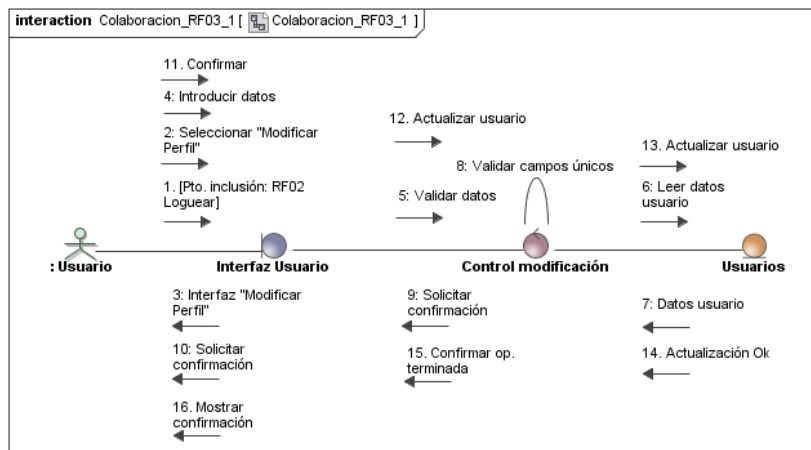 interaction Colaboracion_RF03_1 [ Colaboracion_RF03_1 ]
11. Confirmar
4: Introducir datos
2: Seleccionar "Modificar
Perfil"
1. [Pto. inclusión: RF02
Loguear]
12. Actualizar usuario
8: Validar campos únicos
5: Validar datos
13. Actualizar usuario
6: Leer datos
usuario
: Usuario
Interfaz Usuario
Control modificación
Usuarios
3: Interfaz "Modificar
Perfil"
10: Solicitar
confirmación
16. Mostrar
confirmación
9: Solicitar
confirmación
15. Confirmar op.
terminada
7: Datos usuario
14. Actualización Ok